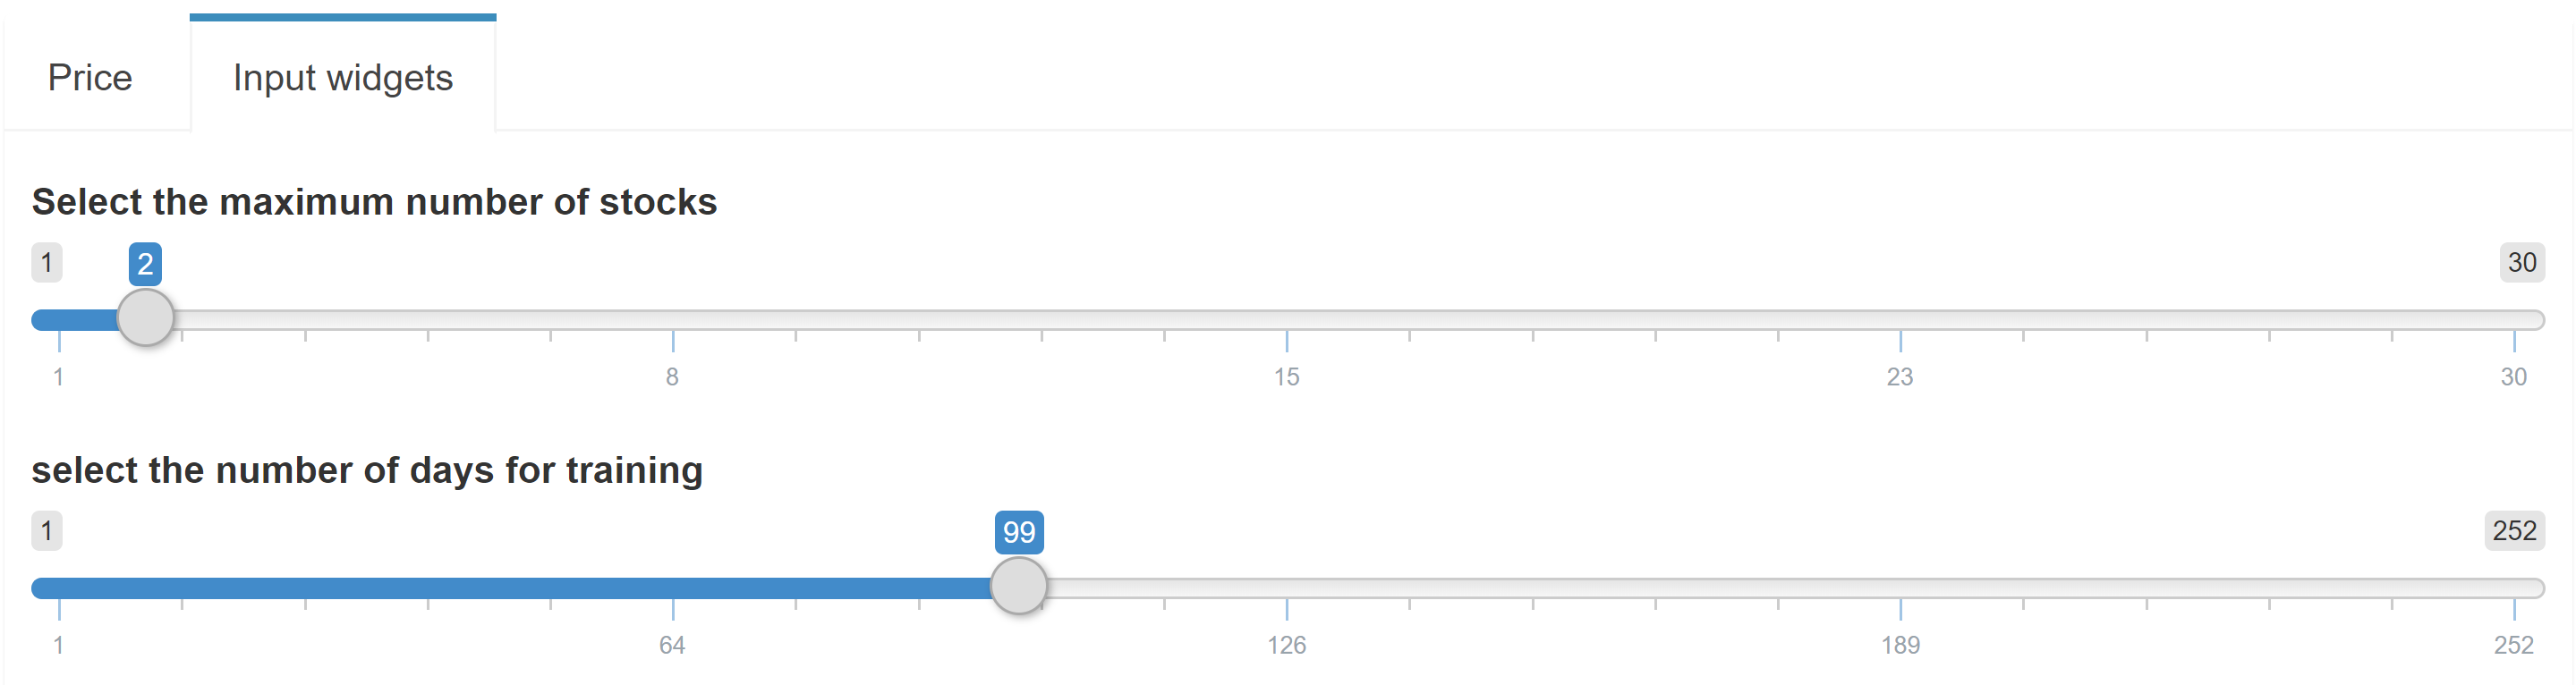 Price Input widgets
Select the maximum number of stocks
1 2 30
1 8 15 23 30
select the number of days for training
1 99 252
1 64 126 189 252